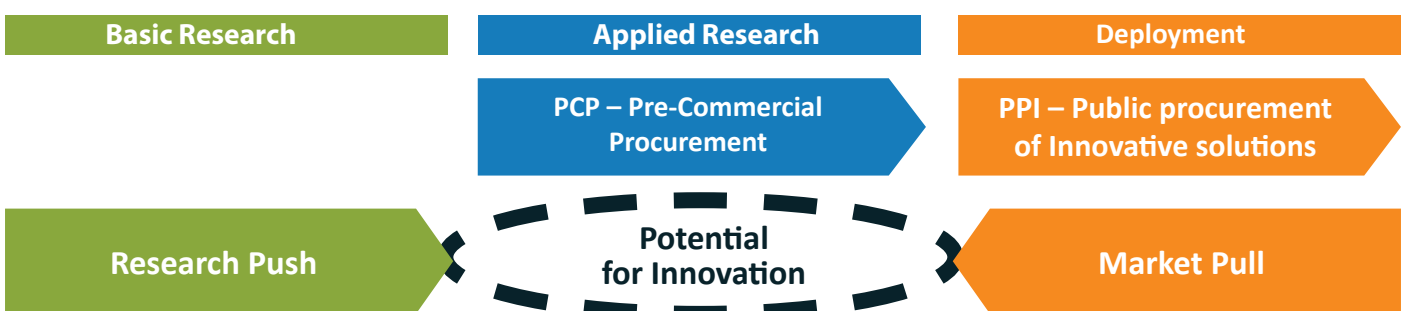 Basic Research
Applied Research
Deployment
PCP – Pre-Commercial
Procurement
PPI – Public procurement
of Innovative solutions
Research Push
Potential
for Innovation
Market Pull